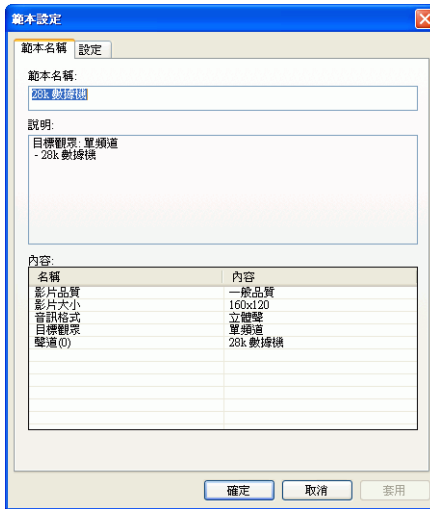 範本設定
範本名稱 設定
範本名稱:
28k 數據機
說明:
目標觀眾: 單頻道
- 28k 數據機
內容:
名稱 內容
影片品質 一般品質
影片大小 160x120
音訊格式 立體聲
目標觀眾 單頻道
聲道(0) 28k 數據機
確定 取消 套用